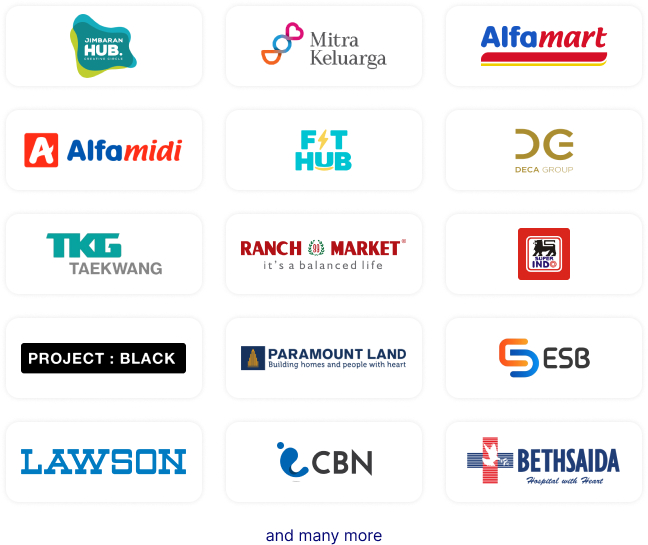 JIMBARAN
HUB.
CREATIVE CIRCLE
Mitra
Keluarga
Alfamart
A Alfamidi
FIT
HUB
DG
DECA GROUP
TKG
TAEKWANG
RANCH 99 MARKET
it's a balanced life
SUPER
INDO
PROJECT : BLACK
PARAMOUNT LAND
Building homes and people with heart
ESB
LAWSON
CBN
BETHSAIDA
Hospital with Heart
and many more